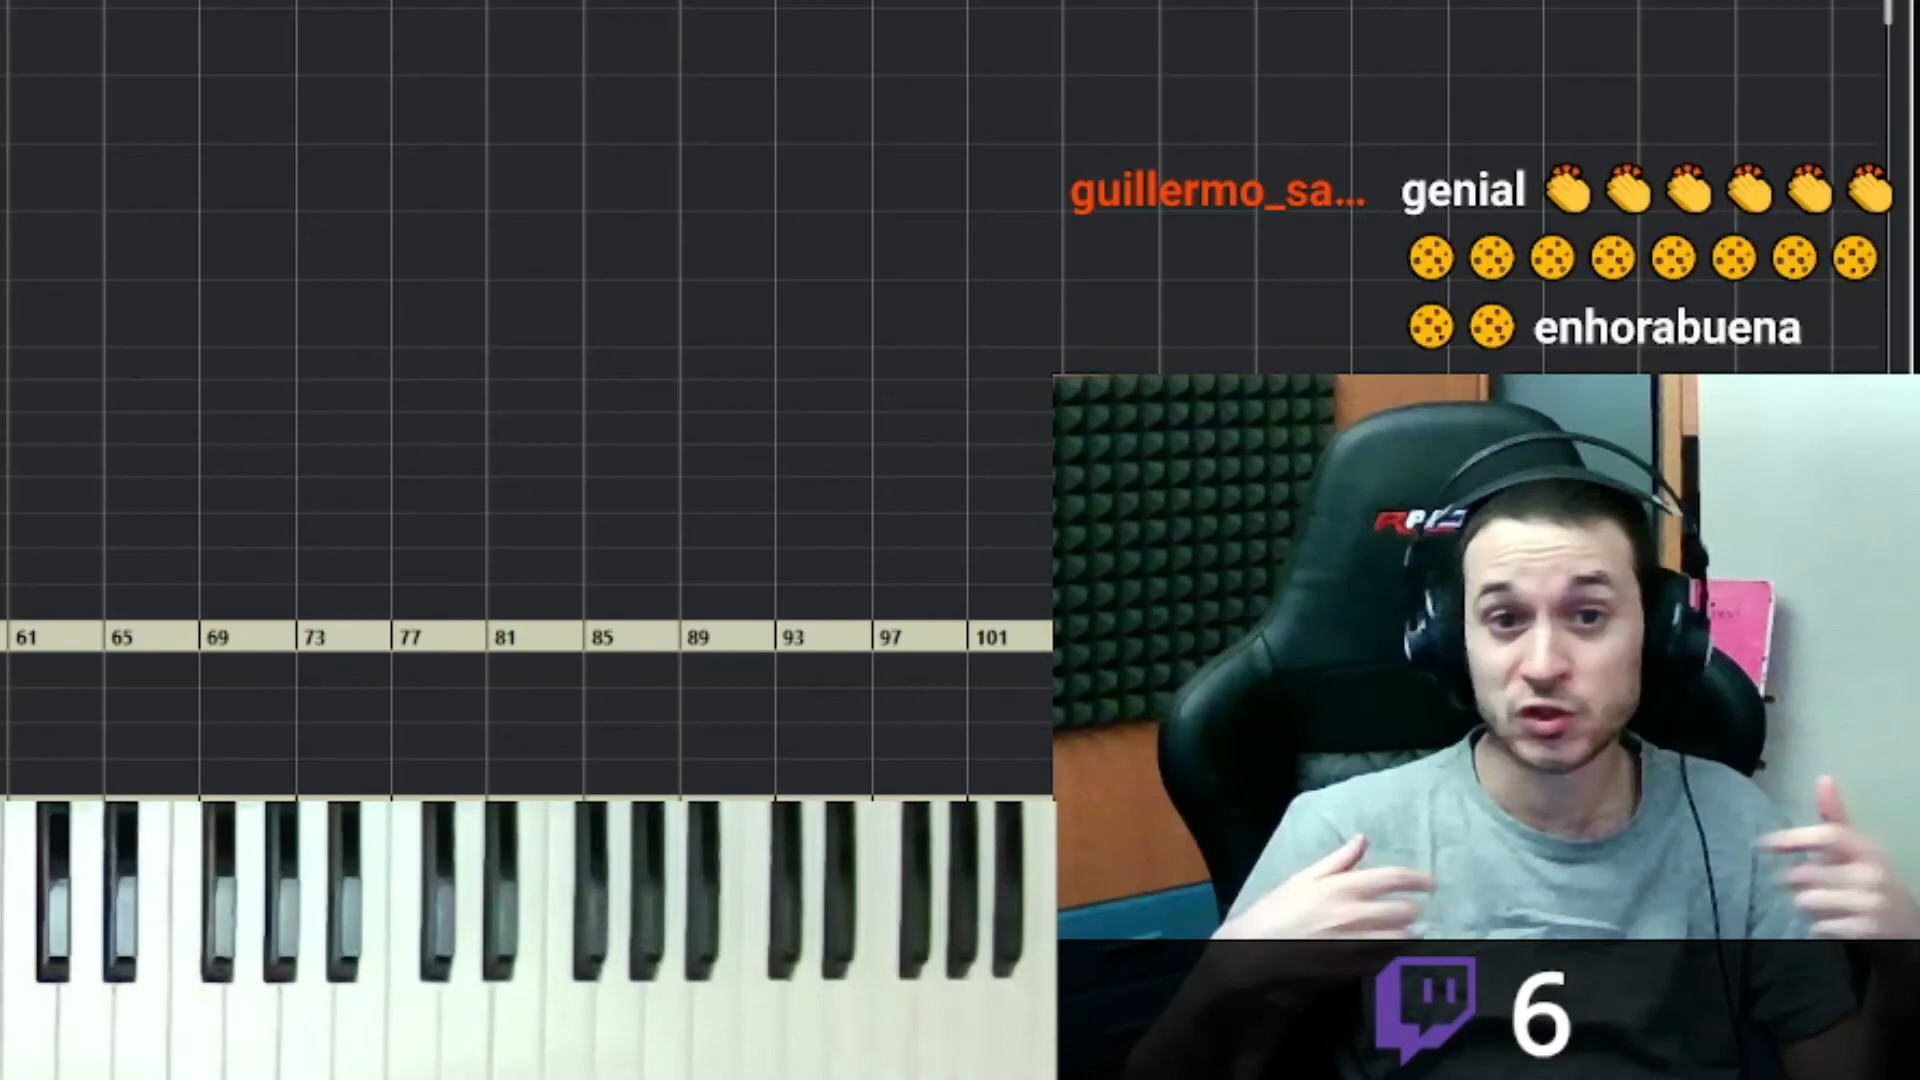 guillermo_sa... genial 👏👏👏👏👏👏
🍪🍪🍪🍪🍪🍪🍪🍪
🍪🍪 enhorabuena
61 65 69 73 77 81 85 89 93 97 101
6